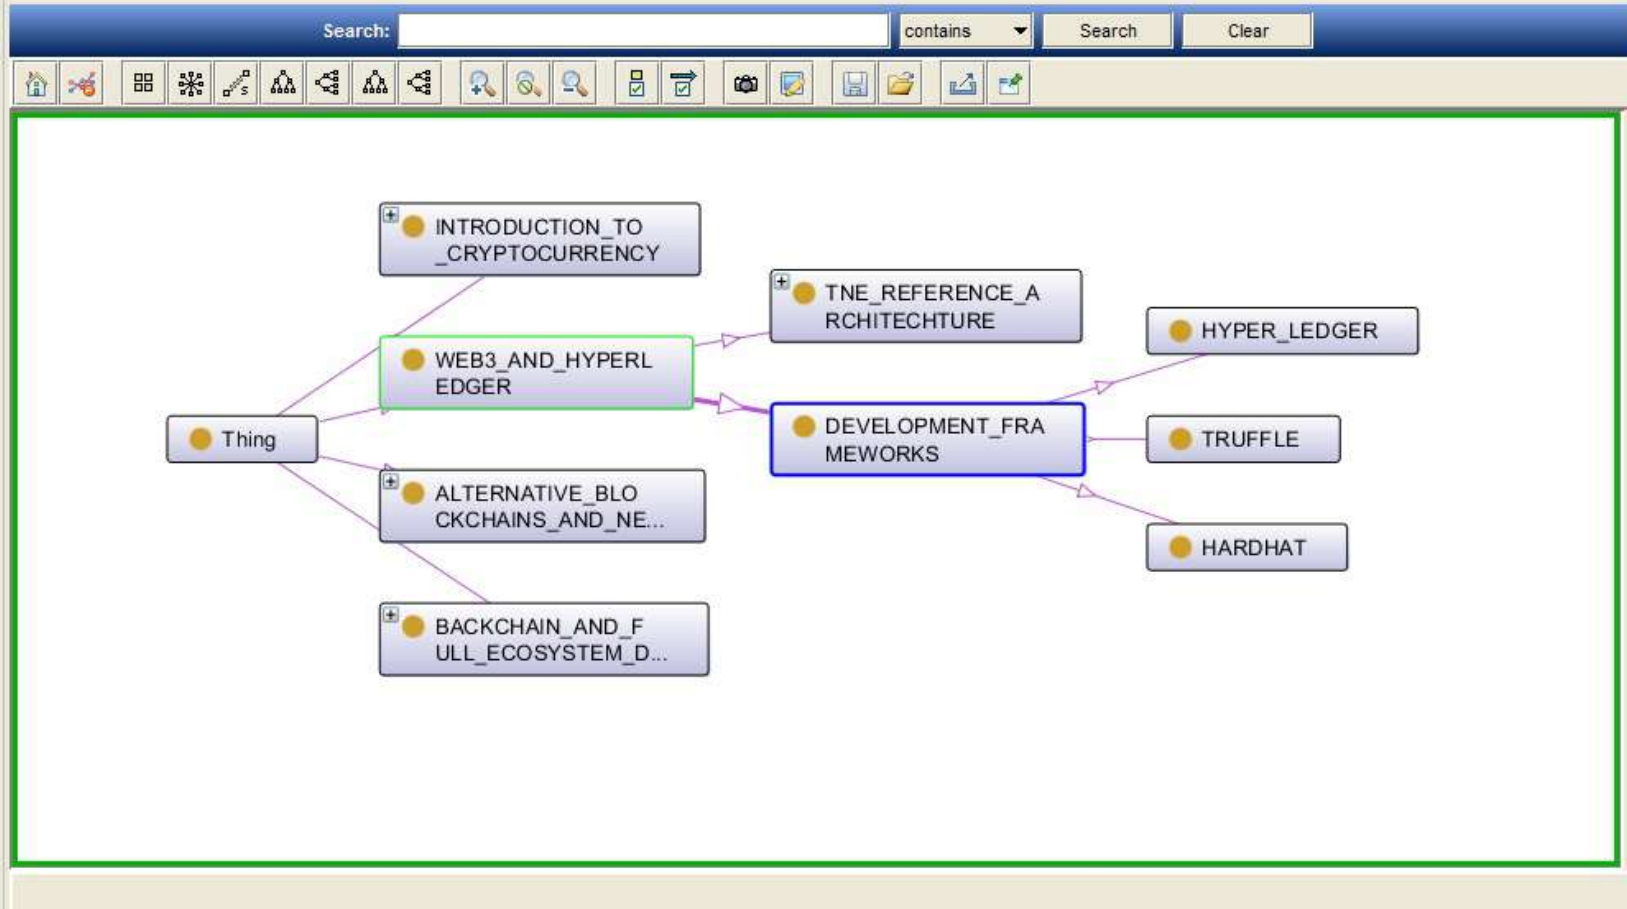 Search: contains Search Clear
INTRODUCTION_TO
_CRYPTOCURRENCY
TNE_REFERENCE_A
RCHITECHTURE
HYPER_LEDGER
WEB3_AND_HYPERL
EDGER
DEVELOPMENT_FRA
MEWORKS
Thing
TRUFFLE
ALTERNATIVE_BLO
CKCHAINS_AND_NE...
HARDHAT
BACKCHAIN_AND_F
ULL_ECOSYSTEM_D...